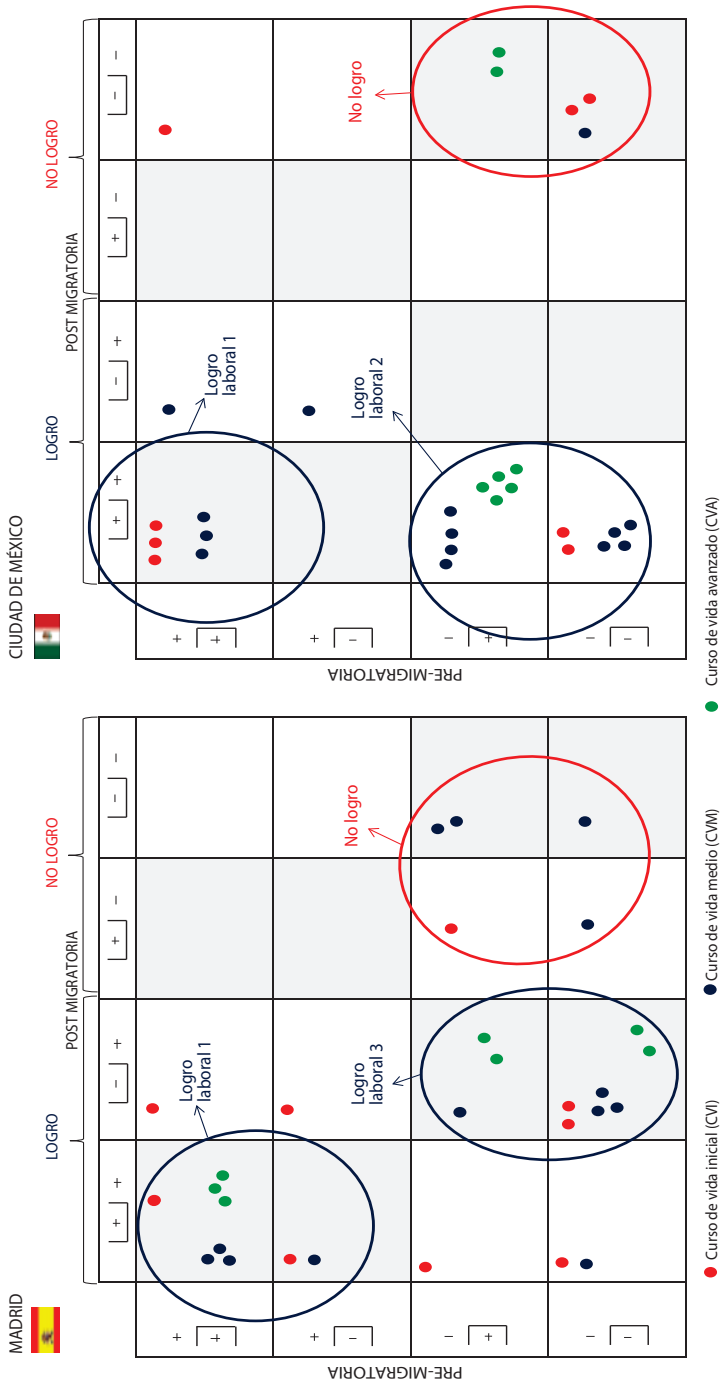 MADRID
LOGRO
NO LOGRO
POST MIGRATORIA
+ +
− +
+ −
− −
PRE-MIGRATORIA
+ +
+ −
− +
− −
Logro
laboral 1
Logro
laboral 3
No logro
CIUDAD DE MÉXICO
LOGRO
NO LOGRO
POST MIGRATORIA
+ +
− +
+ −
− −
PRE-MIGRATORIA
+ +
+ −
− +
− −
Logro
laboral 1
Logro
laboral 2
No logro
Curso de vida inicial (CVI)
Curso de vida medio (CVM)
Curso de vida avanzado (CVA)